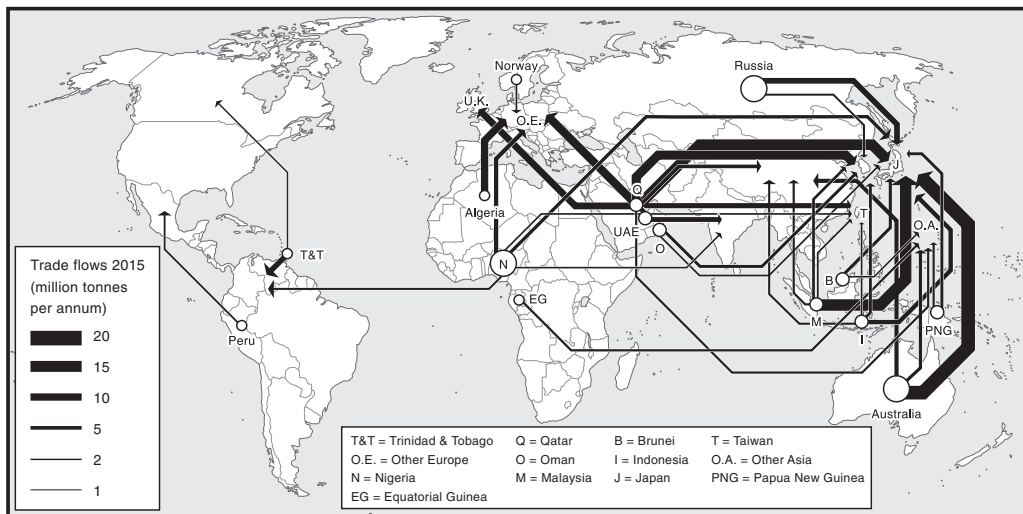 Norway
Russia
U.K.
O.E.
J
Algeria
Q
UAE
O
T
O.A.
T&T
N
B
EG
M
I
PNG
Peru
Australia
Trade flows 2015
(million tonnes
per annum)
20
15
10
5
2
1
T&T = Trinidad & Tobago Q = Qatar B = Brunei T = Taiwan
O.E. = Other Europe O = Oman I = Indonesia O.A. = Other Asia
N = Nigeria M = Malaysia J = Japan PNG = Papua New Guinea
EG = Equatorial Guinea